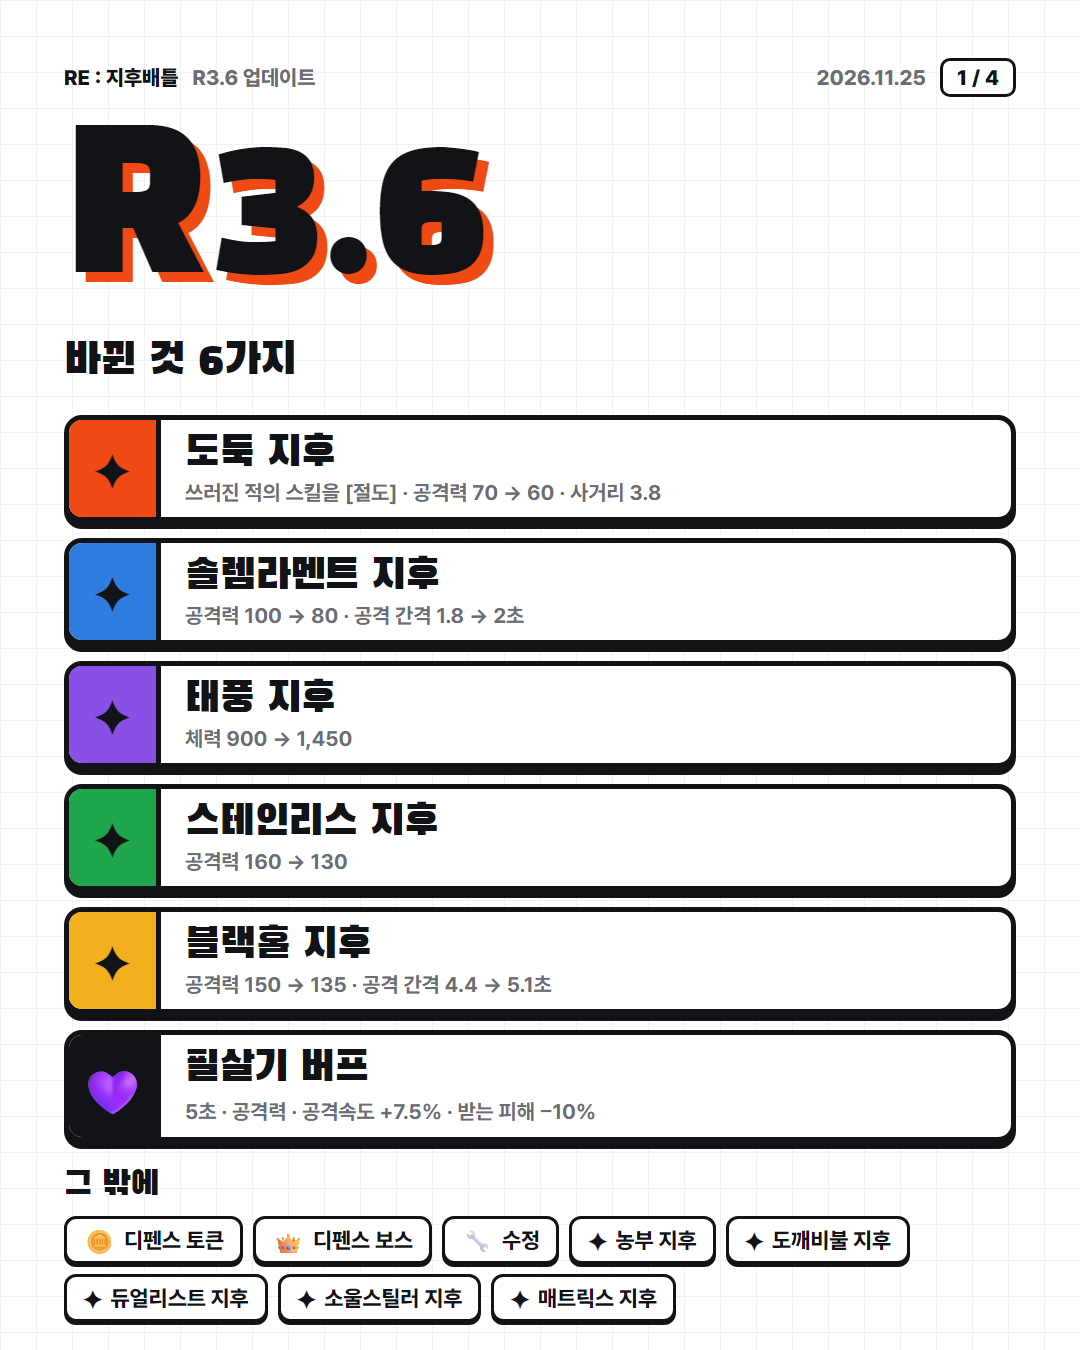 RE : 지후배틀 R3.6 업데이트
2026.11.25 1 / 4
R3.6
바뀐 것 6가지
도둑 지후
쓰러진 적의 스킬을 [절도] · 공격력 70 → 60 · 사거리 3.8
솔렘라멘트 지후
공격력 100 → 80 · 공격 간격 1.8 → 2초
태풍 지후
체력 900 → 1,450
스테인리스 지후
공격력 160 → 130
블랙홀 지후
공격력 150 → 135 · 공격 간격 4.4 → 5.1초
필살기 버프
5초 · 공격력 · 공격속도 +7.5% · 받는 피해 −10%
그 밖에
디펜스 토큰
디펜스 보스
수정
농부 지후
도깨비불 지후
듀얼리스트 지후
소울스틸러 지후
매트릭스 지후